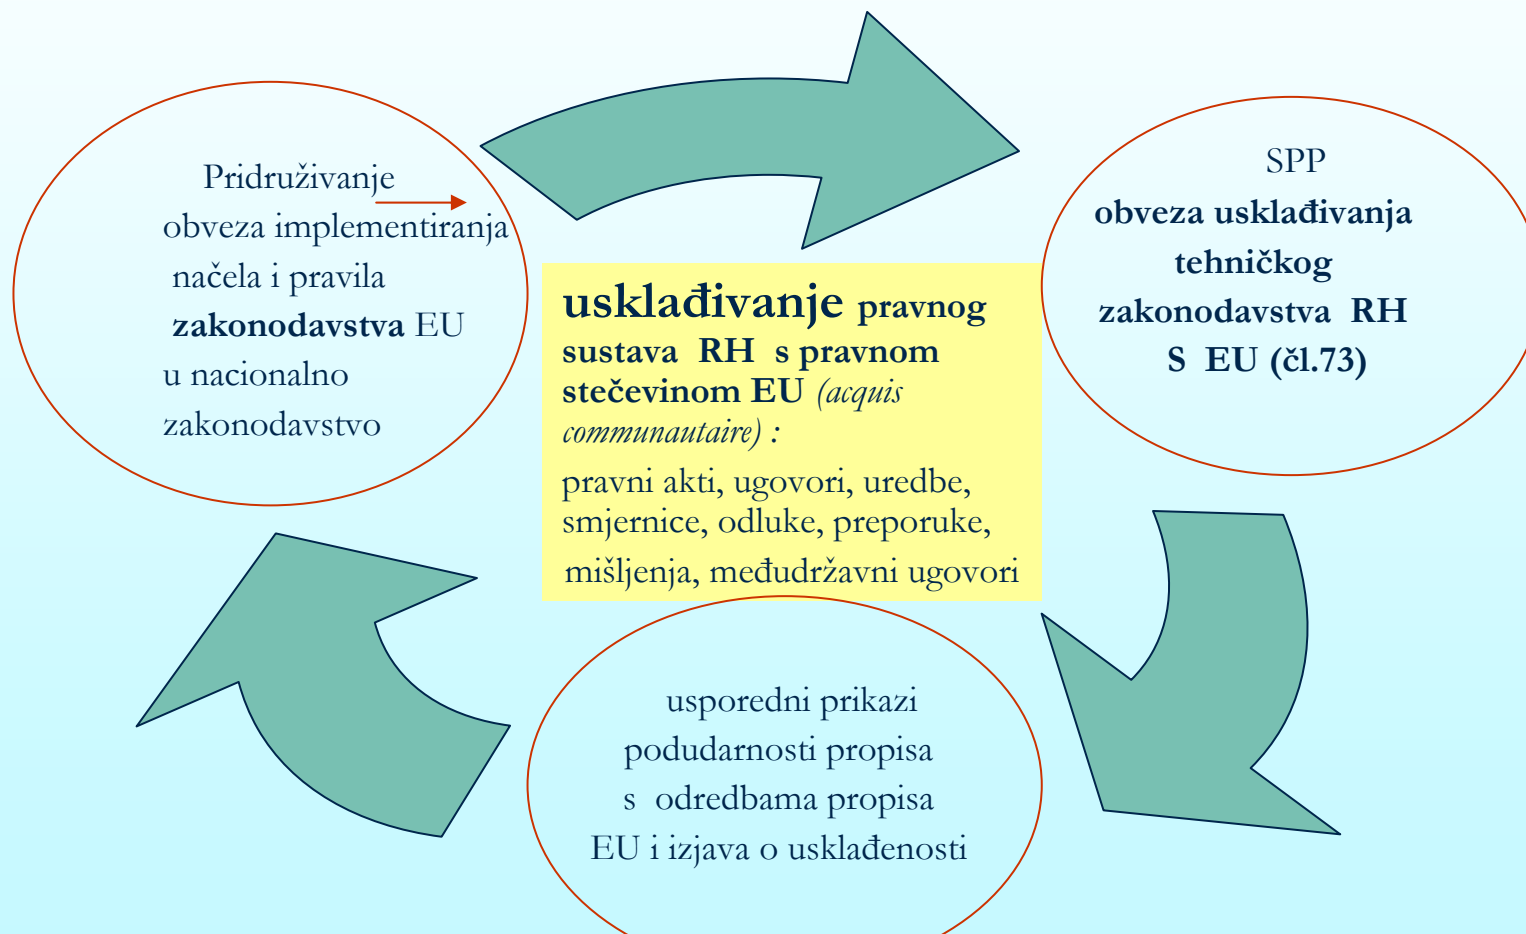 Pridruživanje
obveza implementiranja
načela i pravila
zakonodavstva EU
u nacionalno
zakonodavstvo
SPP
obveza usklađivanja
tehničkog
zakonodavstva RH
S EU (čl.73)
usklađivanje pravnog
sustava RH s pravnom
stečevinom EU (acquis
communautaire) :
pravni akti, ugovori, uredbe,
smjernice, odluke, preporuke,
mišljenja, međudržavni ugovori
usporedni prikazi
podudarnosti propisa
s odredbama propisa
EU i izjava o usklađenosti